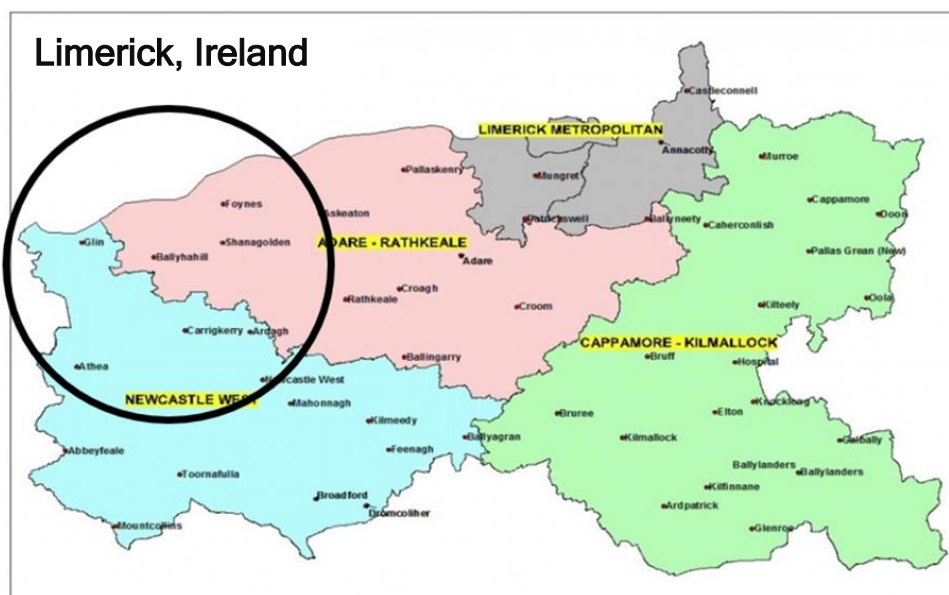 Limerick, Ireland
Castleconnell
LIMERICK METROPOLITAN
Annacotty
Murroe
Pallaskenry
Mungret
Foynes
Askeaton
Patrickswell
Ballyneety
Caherconlish
Cappamore
Doon
Glin
Shanagolden
ADARE - RATHKEALE
Ballyhahill
Adare
Pallas Grean (New)
Croagh
Rathkeale
Croom
Kilteely
Oola
Carrigkerry
Ardagh
CAPPAMORE - KILMALLOCK
Ballingarry
Bruff
Hospital
Athea
Newcastle West
NEWCASTLE WEST
Mahonnagh
Knocklong
Bruree
Elton
Kilmeedy
Ballyagran
Kilmallock
Galbally
Abbeyfeale
Feenagh
Ballylanders
Ballylanders
Toornafulla
Kilfinnane
Broadford
Dromcoliher
Ardpatrick
Mountcollins
Glenroe